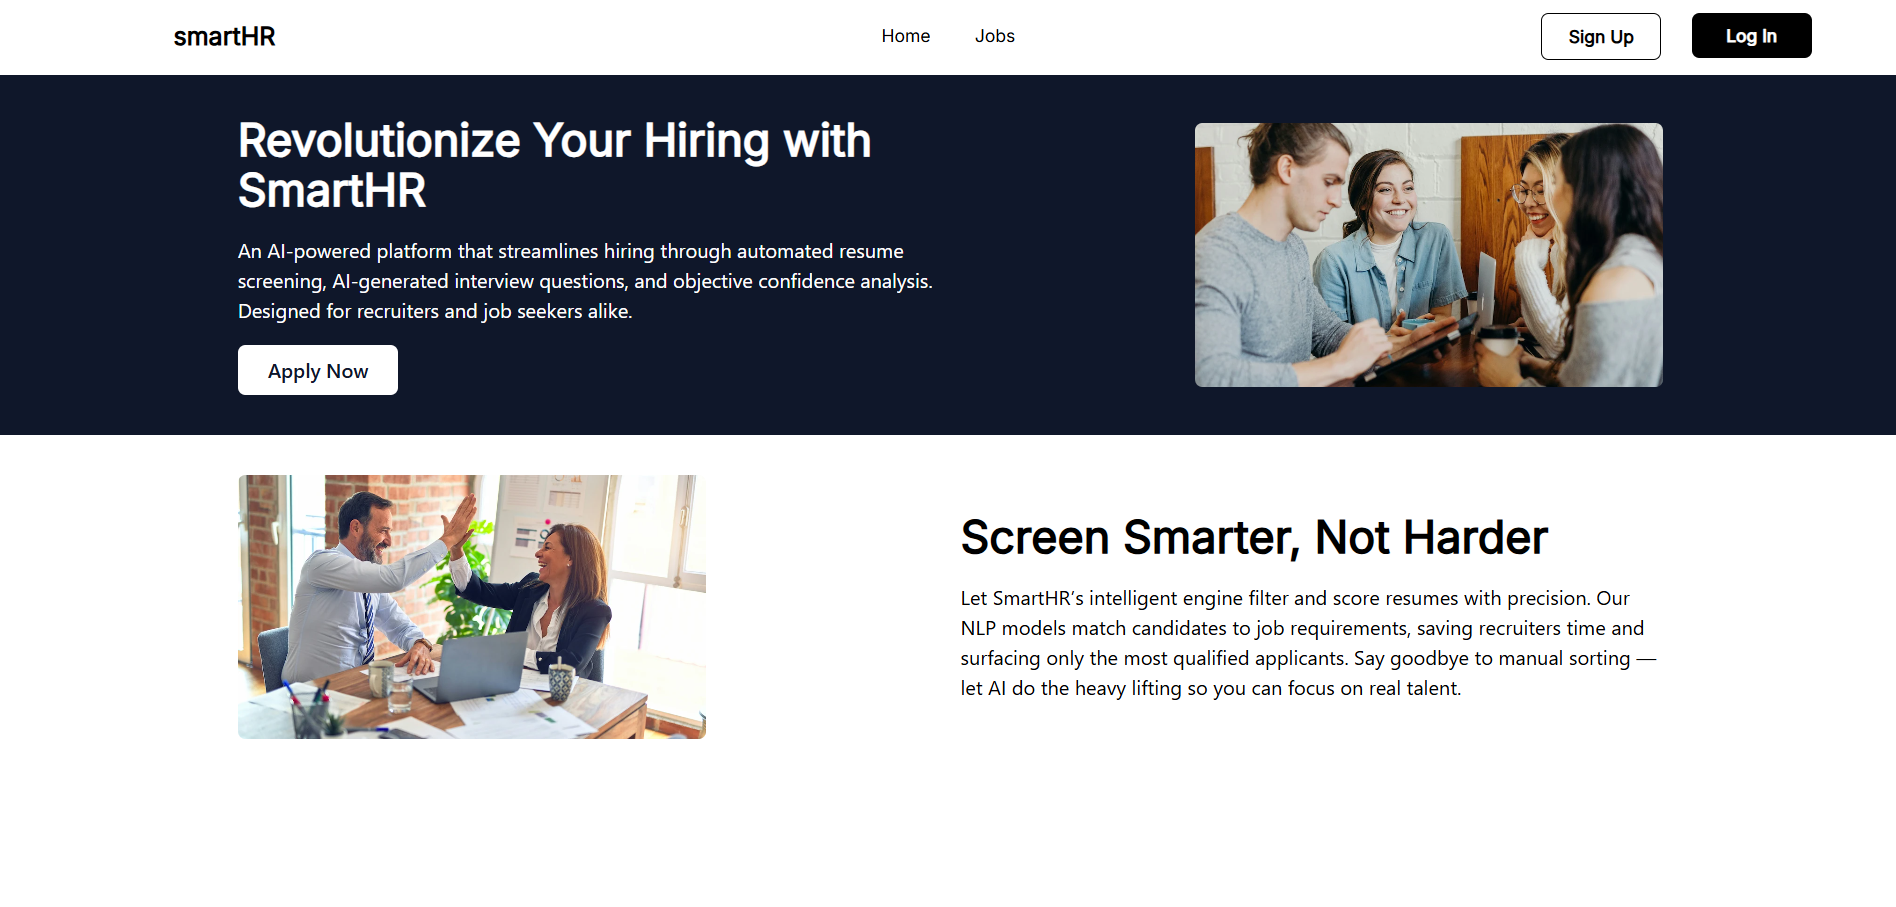 smartHR
Home
Jobs
Sign Up
Log In
Revolutionize Your Hiring with
SmartHR
An AI-powered platform that streamlines hiring through automated resume
screening, AI-generated interview questions, and objective confidence analysis.
Designed for recruiters and job seekers alike.
Apply Now
Screen Smarter, Not Harder
Let SmartHR’s intelligent engine filter and score resumes with precision. Our
NLP models match candidates to job requirements, saving recruiters time and
surfacing only the most qualified applicants. Say goodbye to manual sorting —
let AI do the heavy lifting so you can focus on real talent.